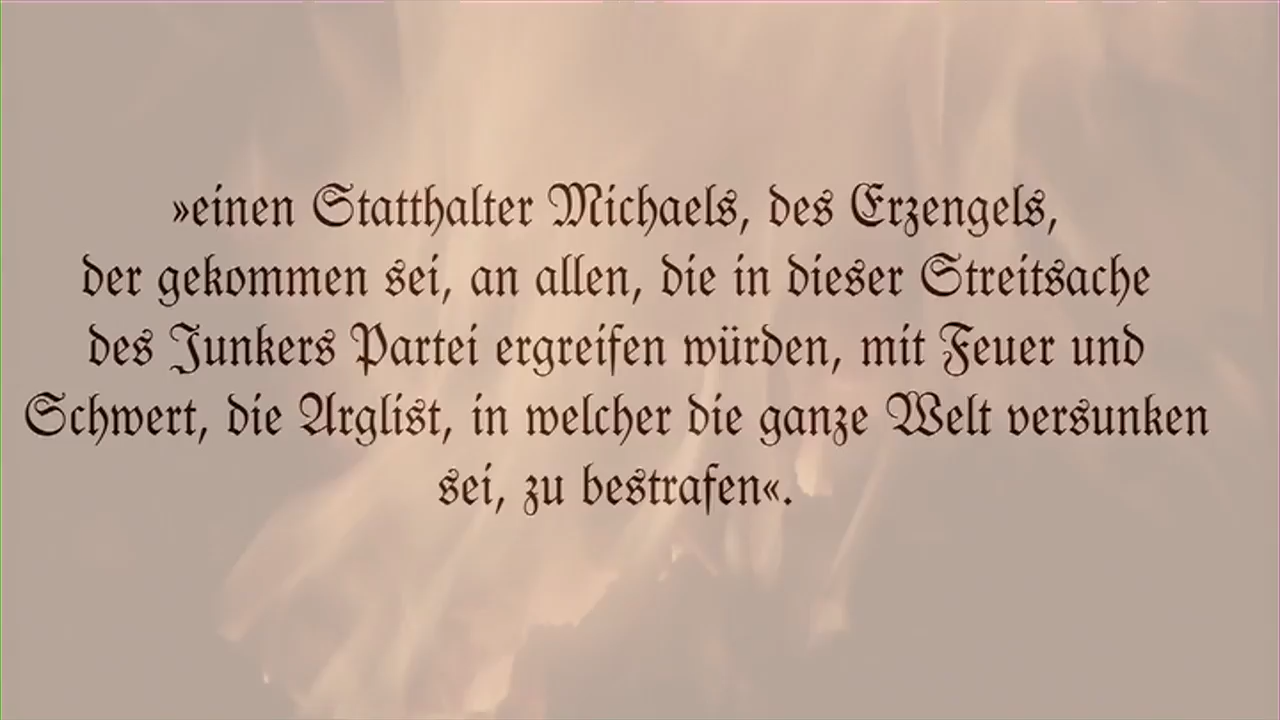 »einen Statthalter Michaels, des Erzengels,
der gekommen sei, an allen, die in dieser Streitsache
des Junkers Partei ergreifen würden, mit Feuer und
Schwert, die Arglist, in welcher die ganze Welt versunken
sei, zu bestrafen«.